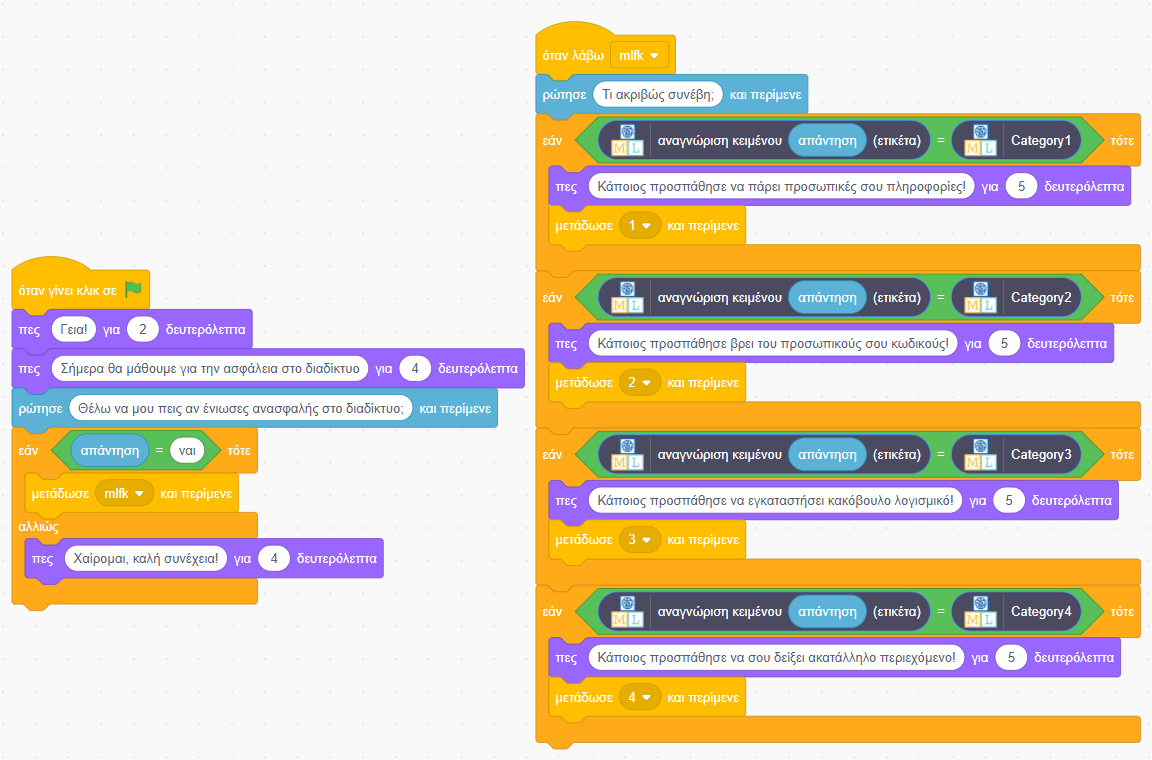 όταν γίνει κλικ σε
πες Γεια! για 2 δευτερόλεπτα
πες Σήμερα θα μάθουμε για την ασφάλεια στο διαδίκτυο για 4 δευτερόλεπτα
ρώτησε Θέλω να μου πεις αν ένιωσες ανασφαλής στο διαδίκτυο; και περίμενε
εάν απάντηση = ναι τότε
μετάδωσε mlfk και περίμενε
αλλιώς
πες Χαίρομαι, καλή συνέχεια! για 4 δευτερόλεπτα
όταν λάβω mlfk
ρώτησε Τι ακριβώς συνέβη; και περίμενε
εάν ML αναγνώριση κειμένου απάντηση (ετικέτα) = ML Category1 τότε
πες Κάποιος προσπάθησε να πάρει προσωπικές σου πληροφορίες! για 5 δευτερόλεπτα
μετάδωσε 1 και περίμενε
εάν ML αναγνώριση κειμένου απάντηση (ετικέτα) = ML Category2 τότε
πες Κάποιος προσπάθησε βρει του προσωπικούς σου κωδικούς! για 5 δευτερόλεπτα
μετάδωσε 2 και περίμενε
εάν ML αναγνώριση κειμένου απάντηση (ετικέτα) = ML Category3 τότε
πες Κάποιος προσπάθησε να εγκαταστήσει κακόβουλο λογισμικό! για 5 δευτερόλεπτα
μετάδωσε 3 και περίμενε
εάν ML αναγνώριση κειμένου απάντηση (ετικέτα) = ML Category4 τότε
πες Κάποιος προσπάθησε να σου δείξει ακατάλληλο περιεχόμενο! για 5 δευτερόλεπτα
μετάδωσε 4 και περίμενε